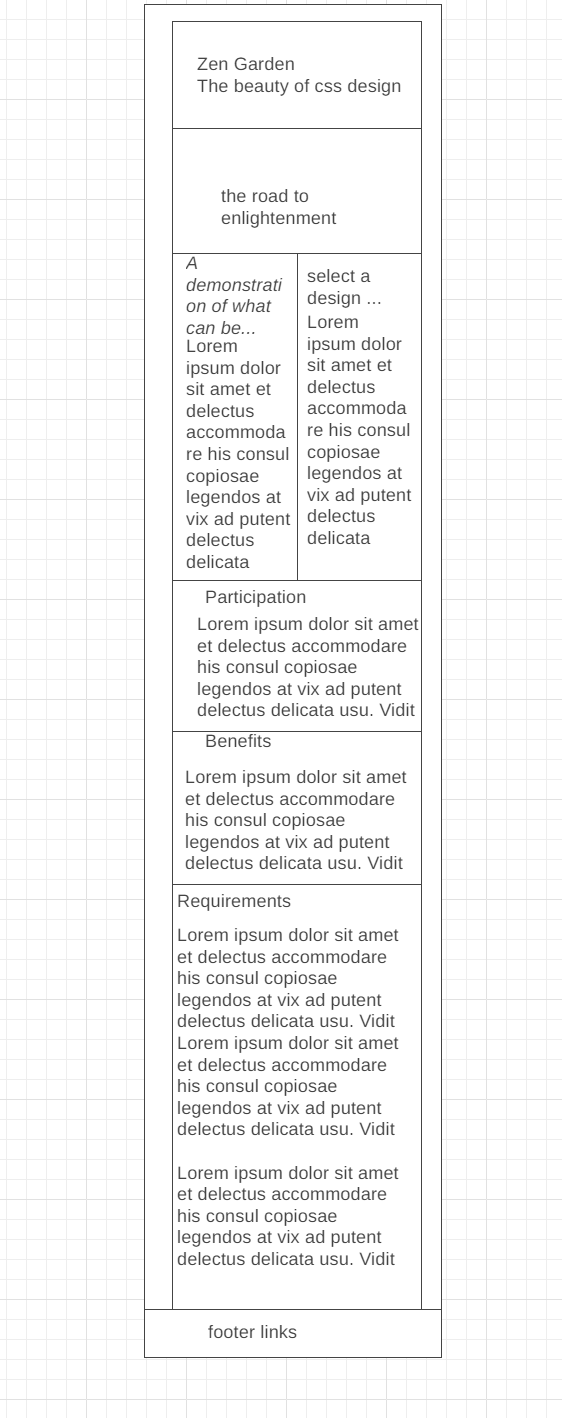 Zen Garden
The beauty of css design
the road to
enlightenment
A
demonstrati
on of what
can be...
Lorem
ipsum dolor
sit amet et
delectus
accommoda
re his consul
copiosae
legendos at
vix ad putent
delectus
delicata
select a
design ...
Lorem
ipsum dolor
sit amet et
delectus
accommoda
re his consul
copiosae
legendos at
vix ad putent
delectus
delicata
Participation
Lorem ipsum dolor sit amet
et delectus accommodare
his consul copiosae
legendos at vix ad putent
delectus delicata usu. Vidit
Benefits
Lorem ipsum dolor sit amet
et delectus accommodare
his consul copiosae
legendos at vix ad putent
delectus delicata usu. Vidit
Requirements
Lorem ipsum dolor sit amet
et delectus accommodare
his consul copiosae
legendos at vix ad putent
delectus delicata usu. Vidit
Lorem ipsum dolor sit amet
et delectus accommodare
his consul copiosae
legendos at vix ad putent
delectus delicata usu. Vidit
Lorem ipsum dolor sit amet
et delectus accommodare
his consul copiosae
legendos at vix ad putent
delectus delicata usu. Vidit
footer links